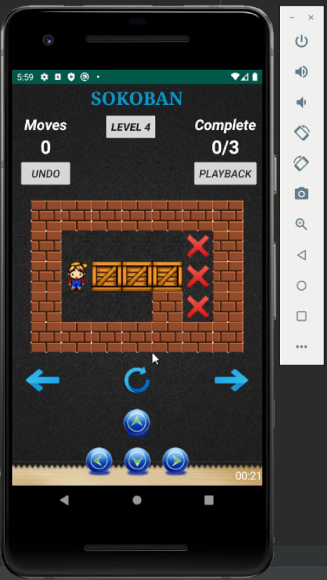 5:59
SOKOBAN
Moves
LEVEL 4
Complete
0
0/3
UNDO
PLAYBACK
00:21